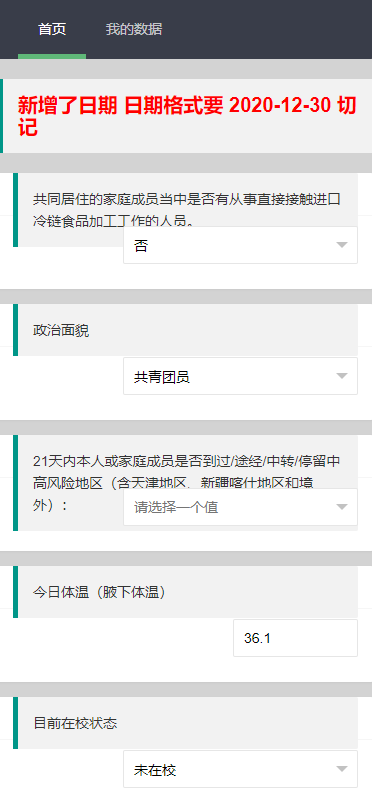 首页 我的数据
新增了日期 日期格式要 2020-12-30 切
记
共同居住的家庭成员当中是否有从事直接接触进口
冷链食品加工工作的人员。
否
政治面貌
共青团员
21天内本人或家庭成员是否到过/途经/中转/停留中
高风险地区（含天津地区、新疆喀什地区和境
外）：
请选择一个值
今日体温（腋下体温）
36.1
目前在校状态
未在校